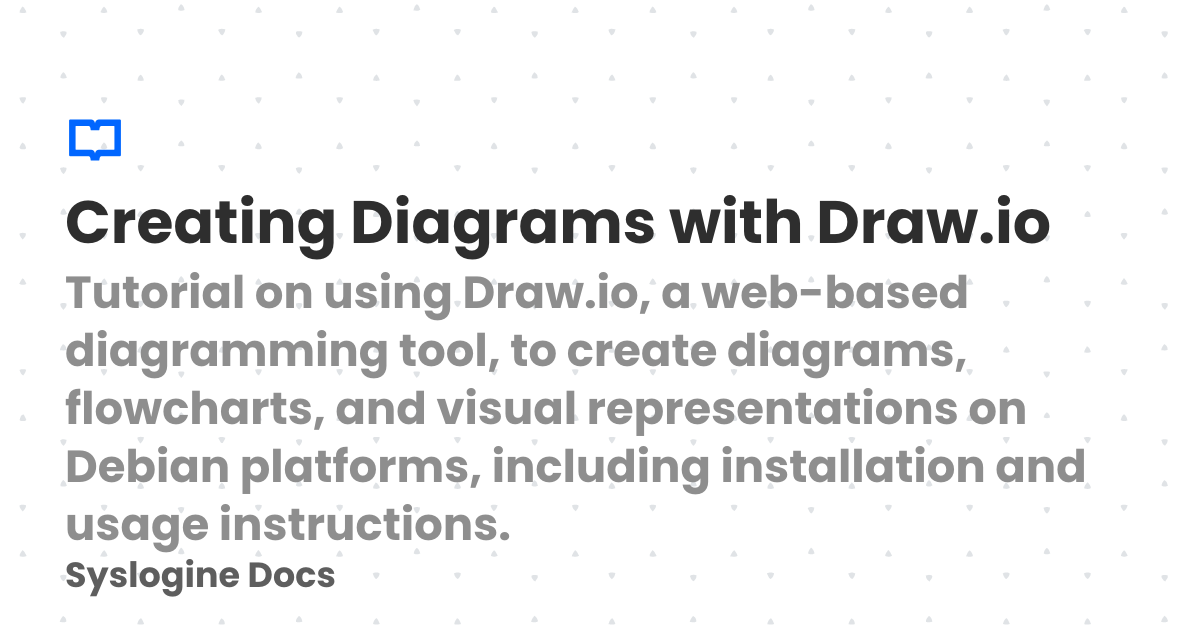 Creating Diagrams with Draw.io
Tutorial on using Draw.io, a web-based
diagramming tool, to create diagrams,
flowcharts, and visual representations on
Debian platforms, including installation and
usage instructions.
Syslogine Docs